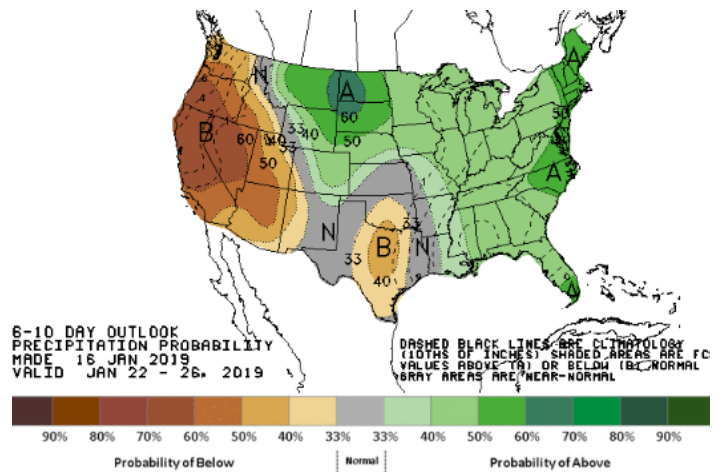 N
A
33
60
40
33
B
60
40
50
50
A
50
A
N
B
33
N
33
40
A
6-10 DAY OUTLOOK
PRECIPITATION PROBABILITY
MADE 16 JAN 2019
VALID JAN 22 - 26, 2019
DASHED BLACK LINES ARE CLIMATOLOGY
(10THS OF INCHES) SHADED AREAS ARE FCS
VALUES ABOVE (A) OR BELOW (B) NORMAL
GRAY AREAS ARE NEAR-NORMAL
90% 80% 70% 60% 50% 40% 33% 33% 40% 50% 60% 70% 80% 90%
Probability of Below Normal Probability of Above